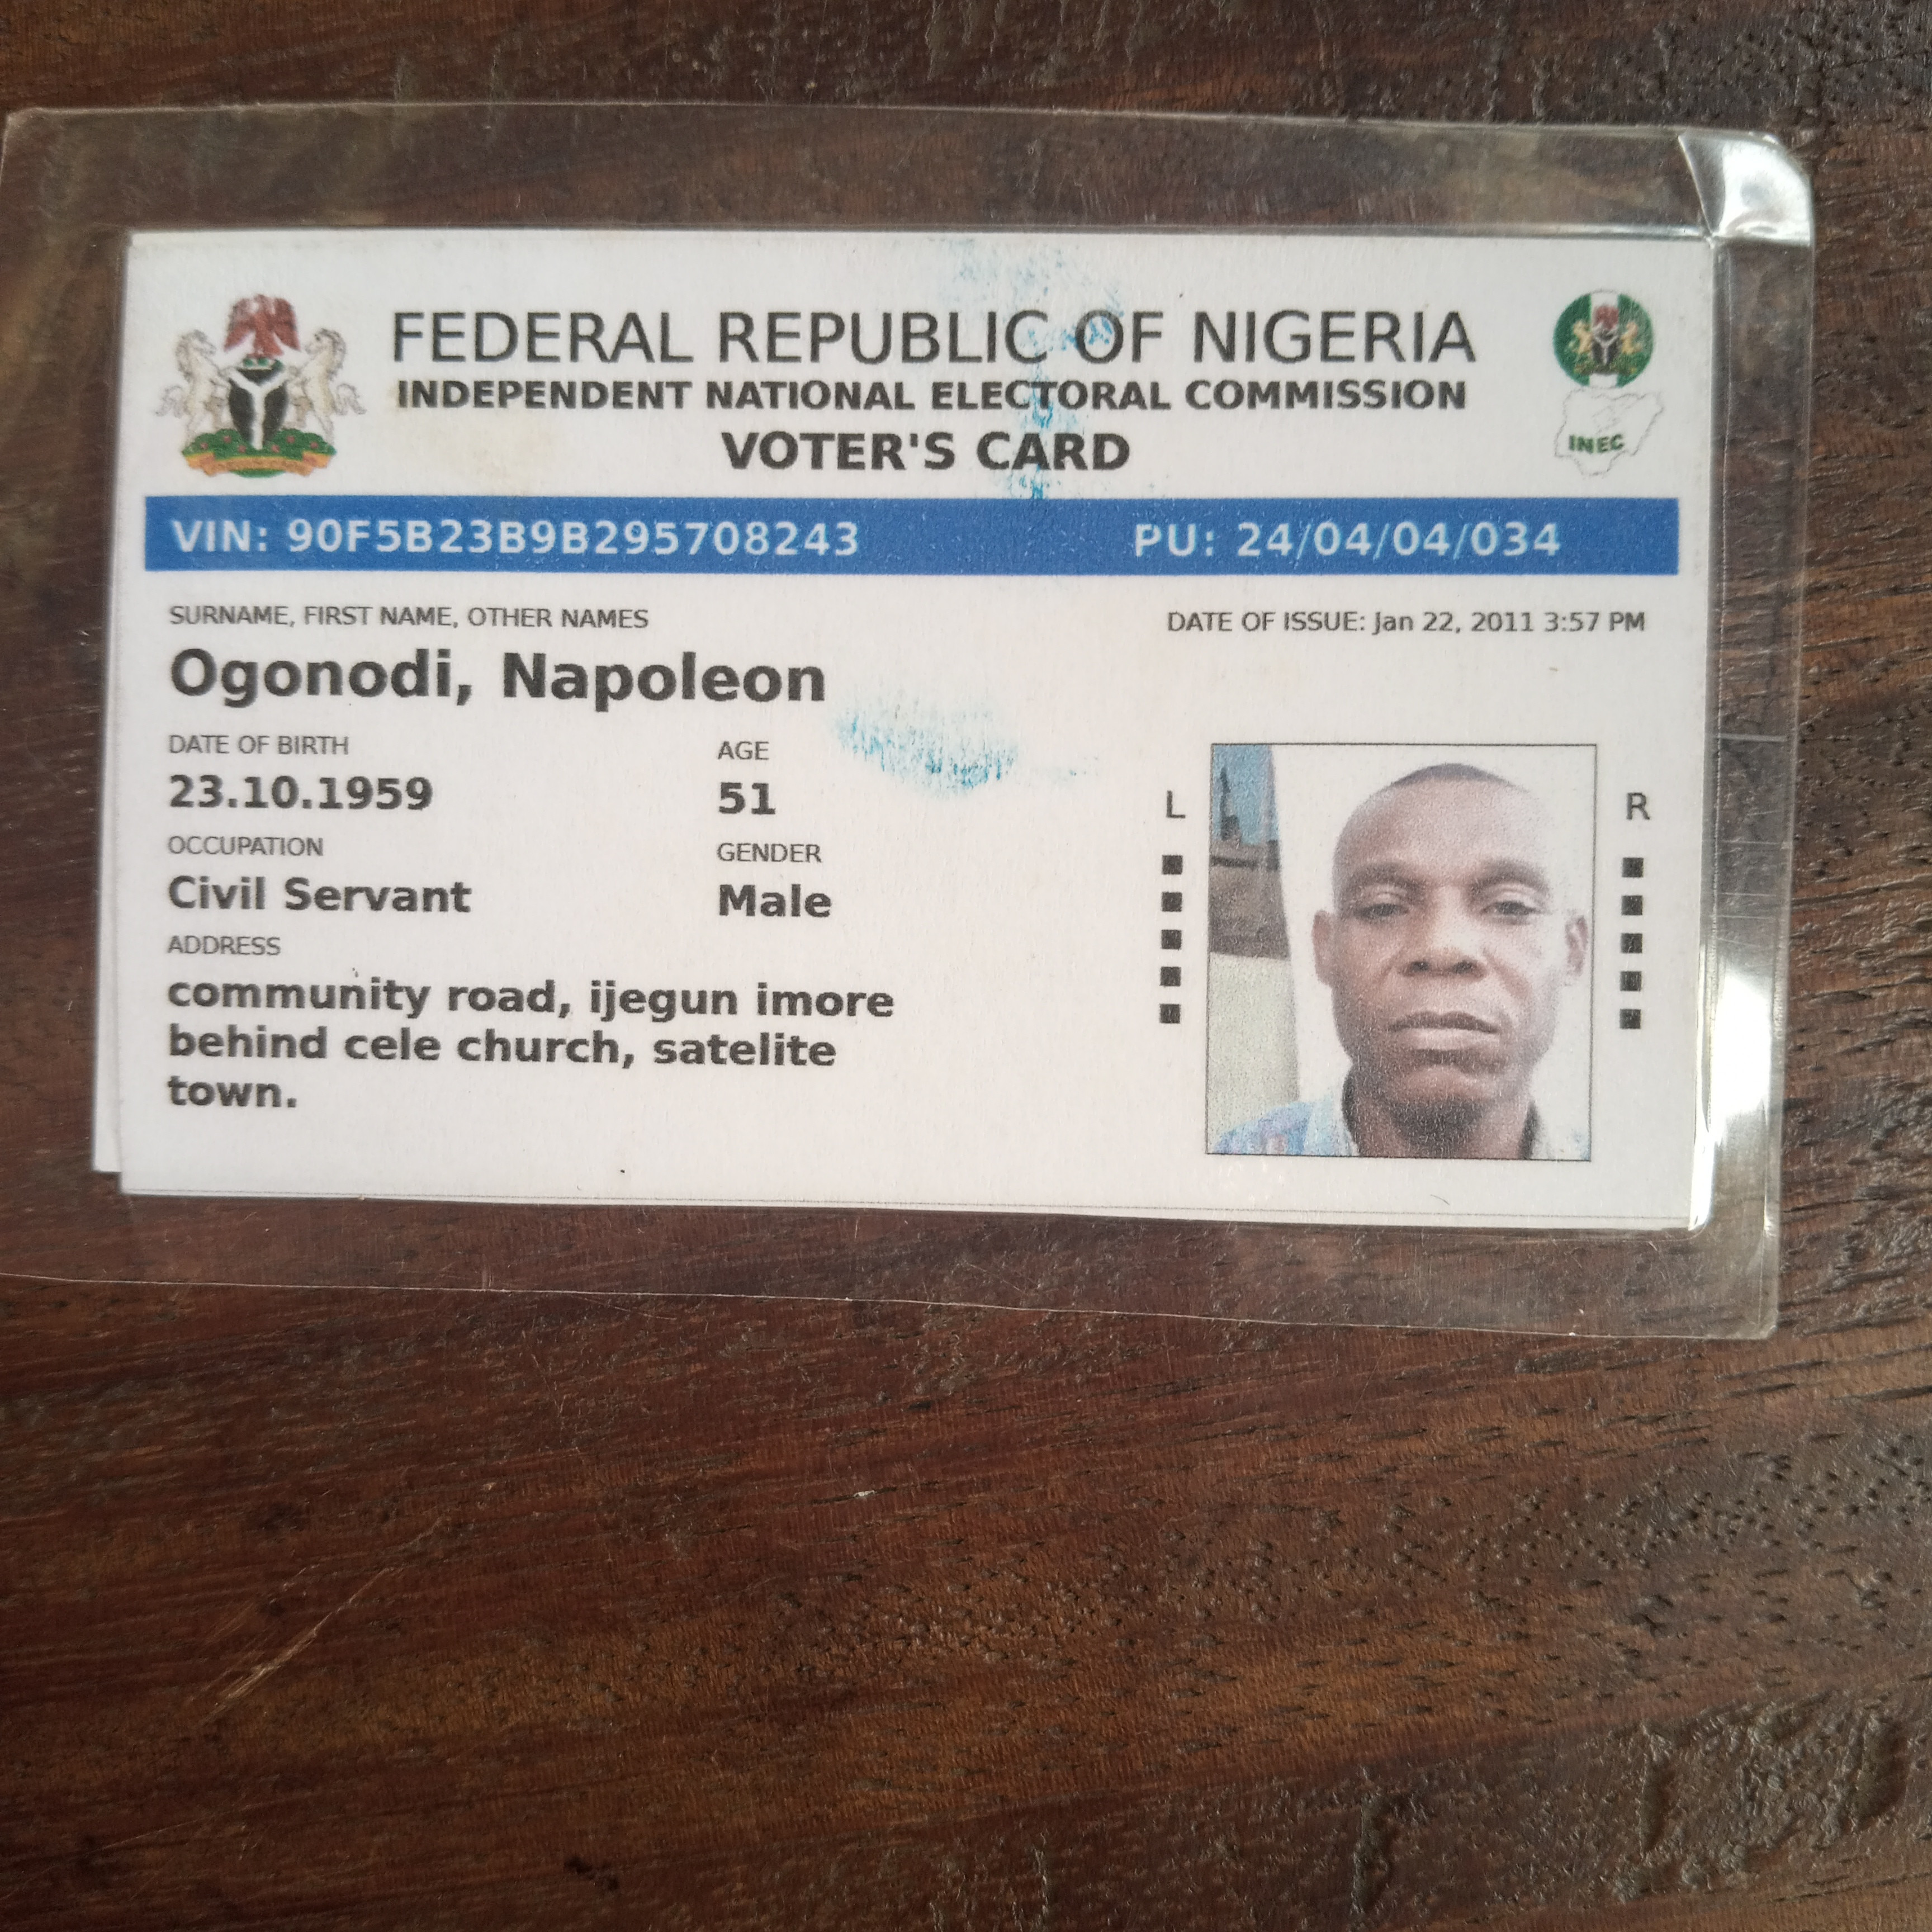 FEDERAL REPUBLIC OF NIGERIA
INDEPENDENT NATIONAL ELECTORAL COMMISSION
VOTER'S CARD
INEC
VIN: 90F5B23B9B295708243 PU: 24/04/04/034
SURNAME, FIRST NAME, OTHER NAMES DATE OF ISSUE: Jan 22, 2011 3:57 PM
Ogonodi, Napoleon
DATE OF BIRTH AGE
23.10.1959 51
L R
OCCUPATION GENDER
Civil Servant Male
ADDRESS
community road, ijegun imore
behind cele church, satelite
town.